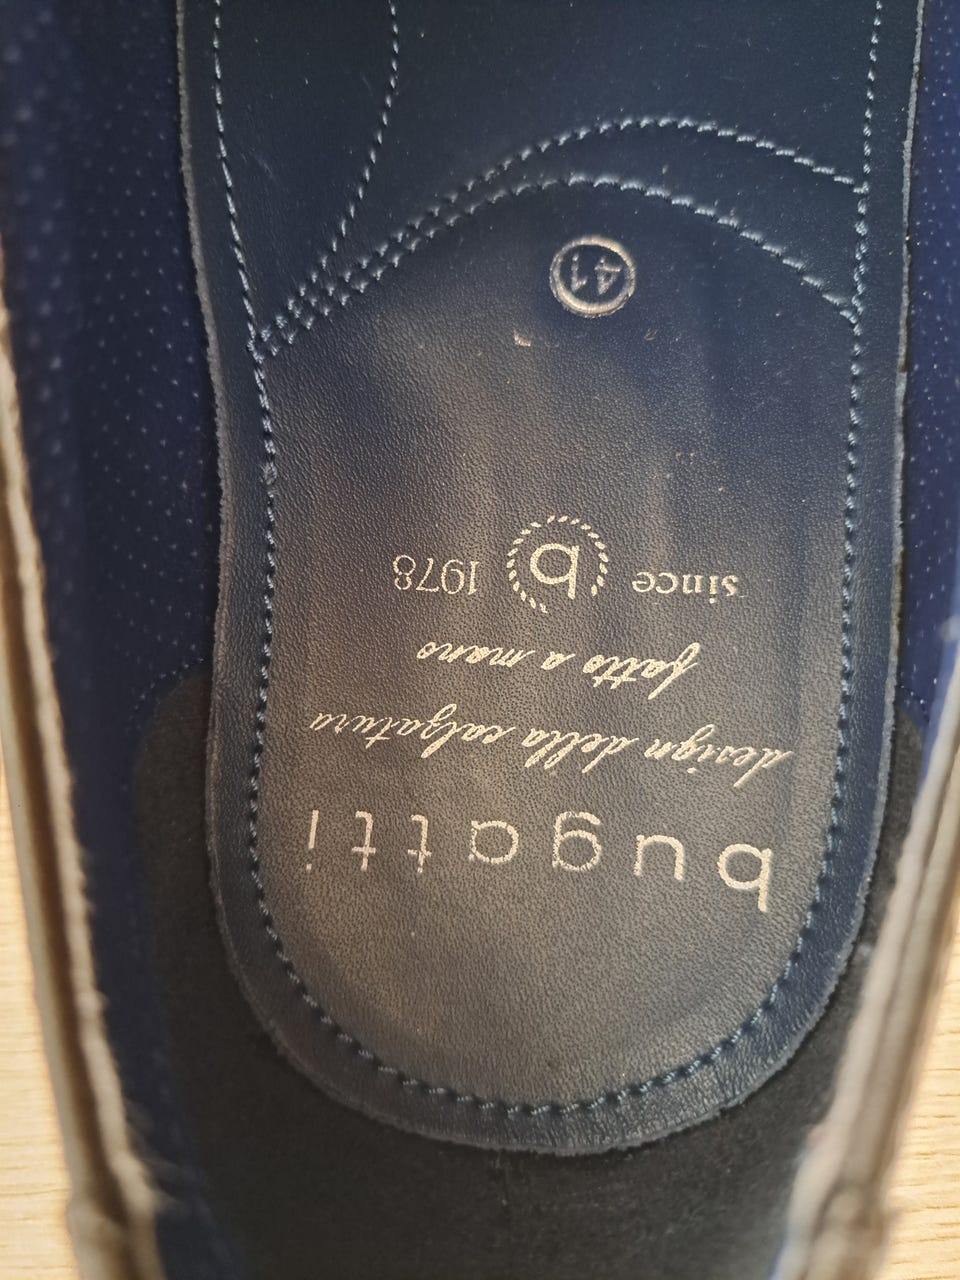 bugatti
design della calzatura
fatto a mano
since b 1978
41